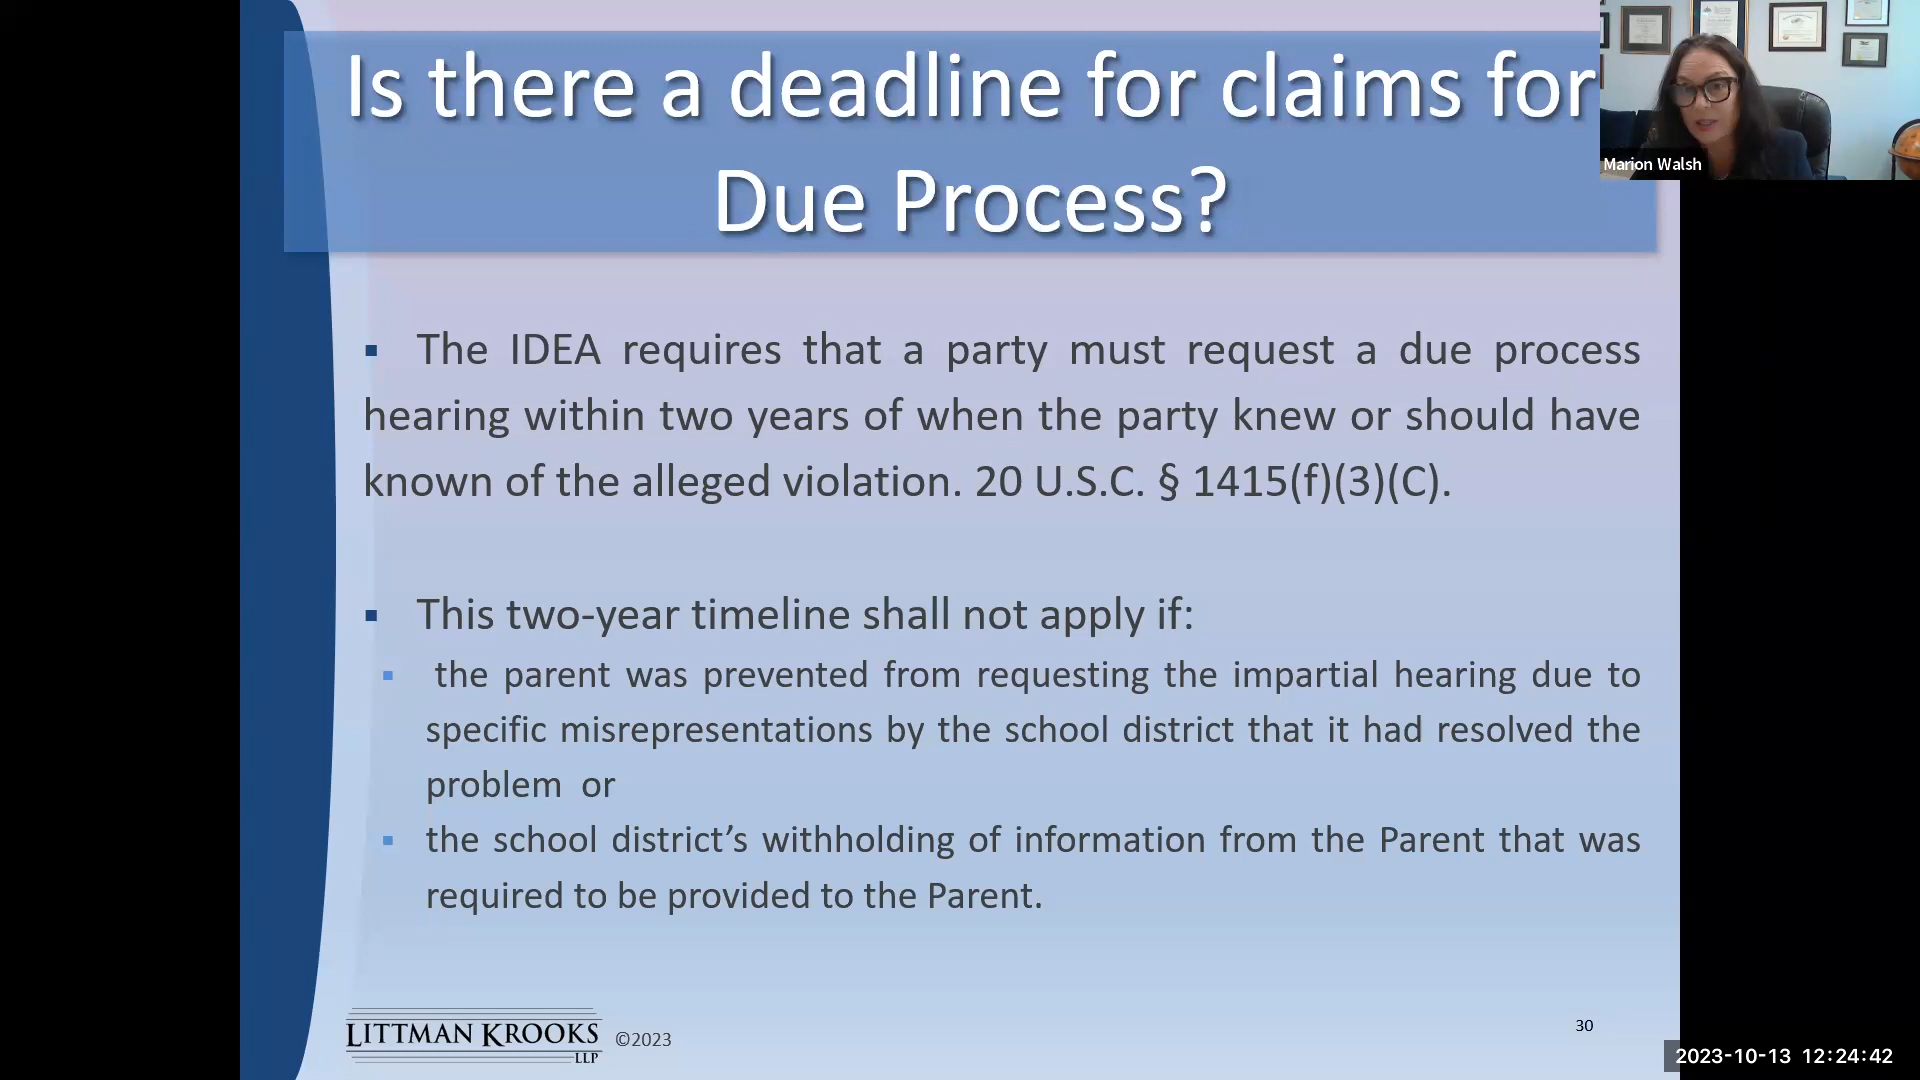 Is there a deadline for claims for
Due Process?
Marion Walsh
▪ The IDEA requires that a party must request a due process
hearing within two years of when the party knew or should have
known of the alleged violation. 20 U.S.C. § 1415(f)(3)(C).
▪ This two-year timeline shall not apply if:
▪ the parent was prevented from requesting the impartial hearing due to
specific misrepresentations by the school district that it had resolved the
problem or
▪ the school district’s withholding of information from the Parent that was
required to be provided to the Parent.
LITTMAN KROOKS
LLP
©2023
30
2023-10-13 12:24:42